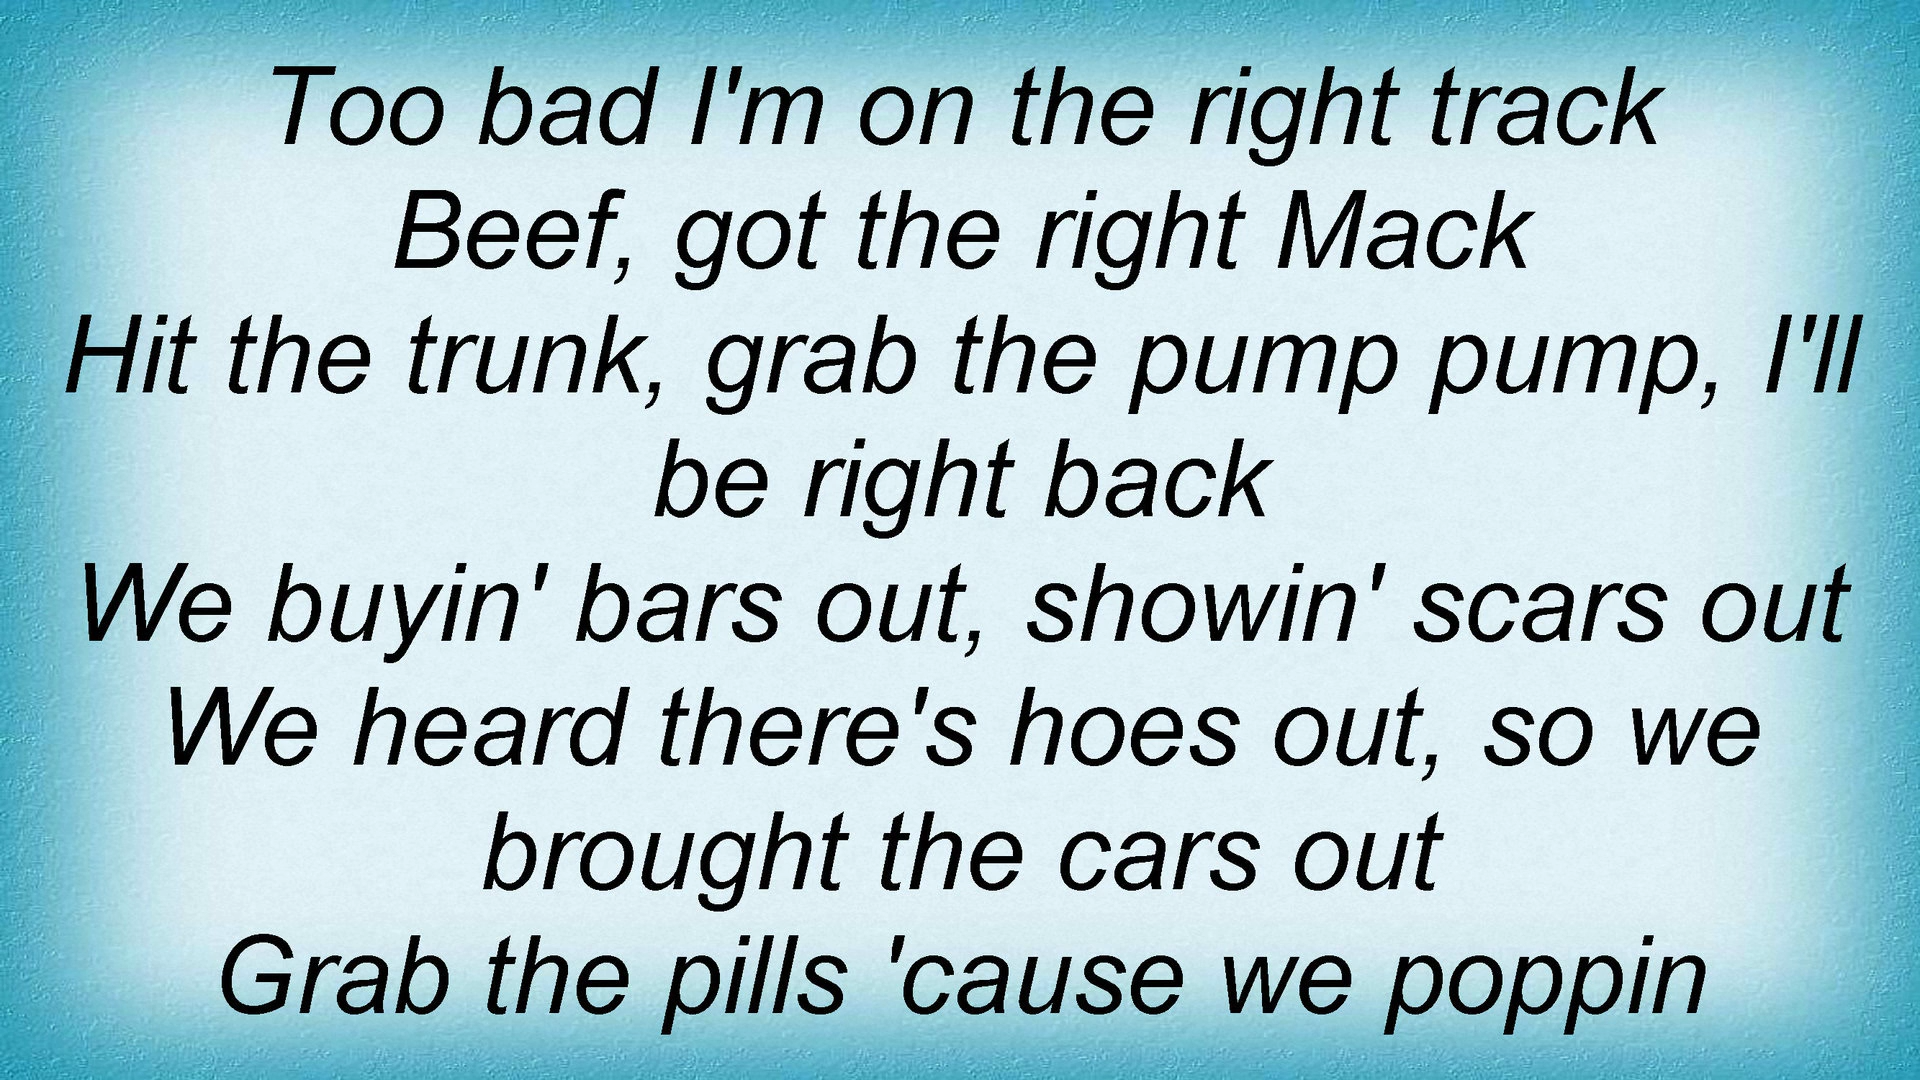 Too bad I'm on the right track
Beef, got the right Mack
Hit the trunk, grab the pump pump, I'll
be right back
We buyin' bars out, showin' scars out
We heard there's hoes out, so we
brought the cars out
Grab the pills 'cause we poppin